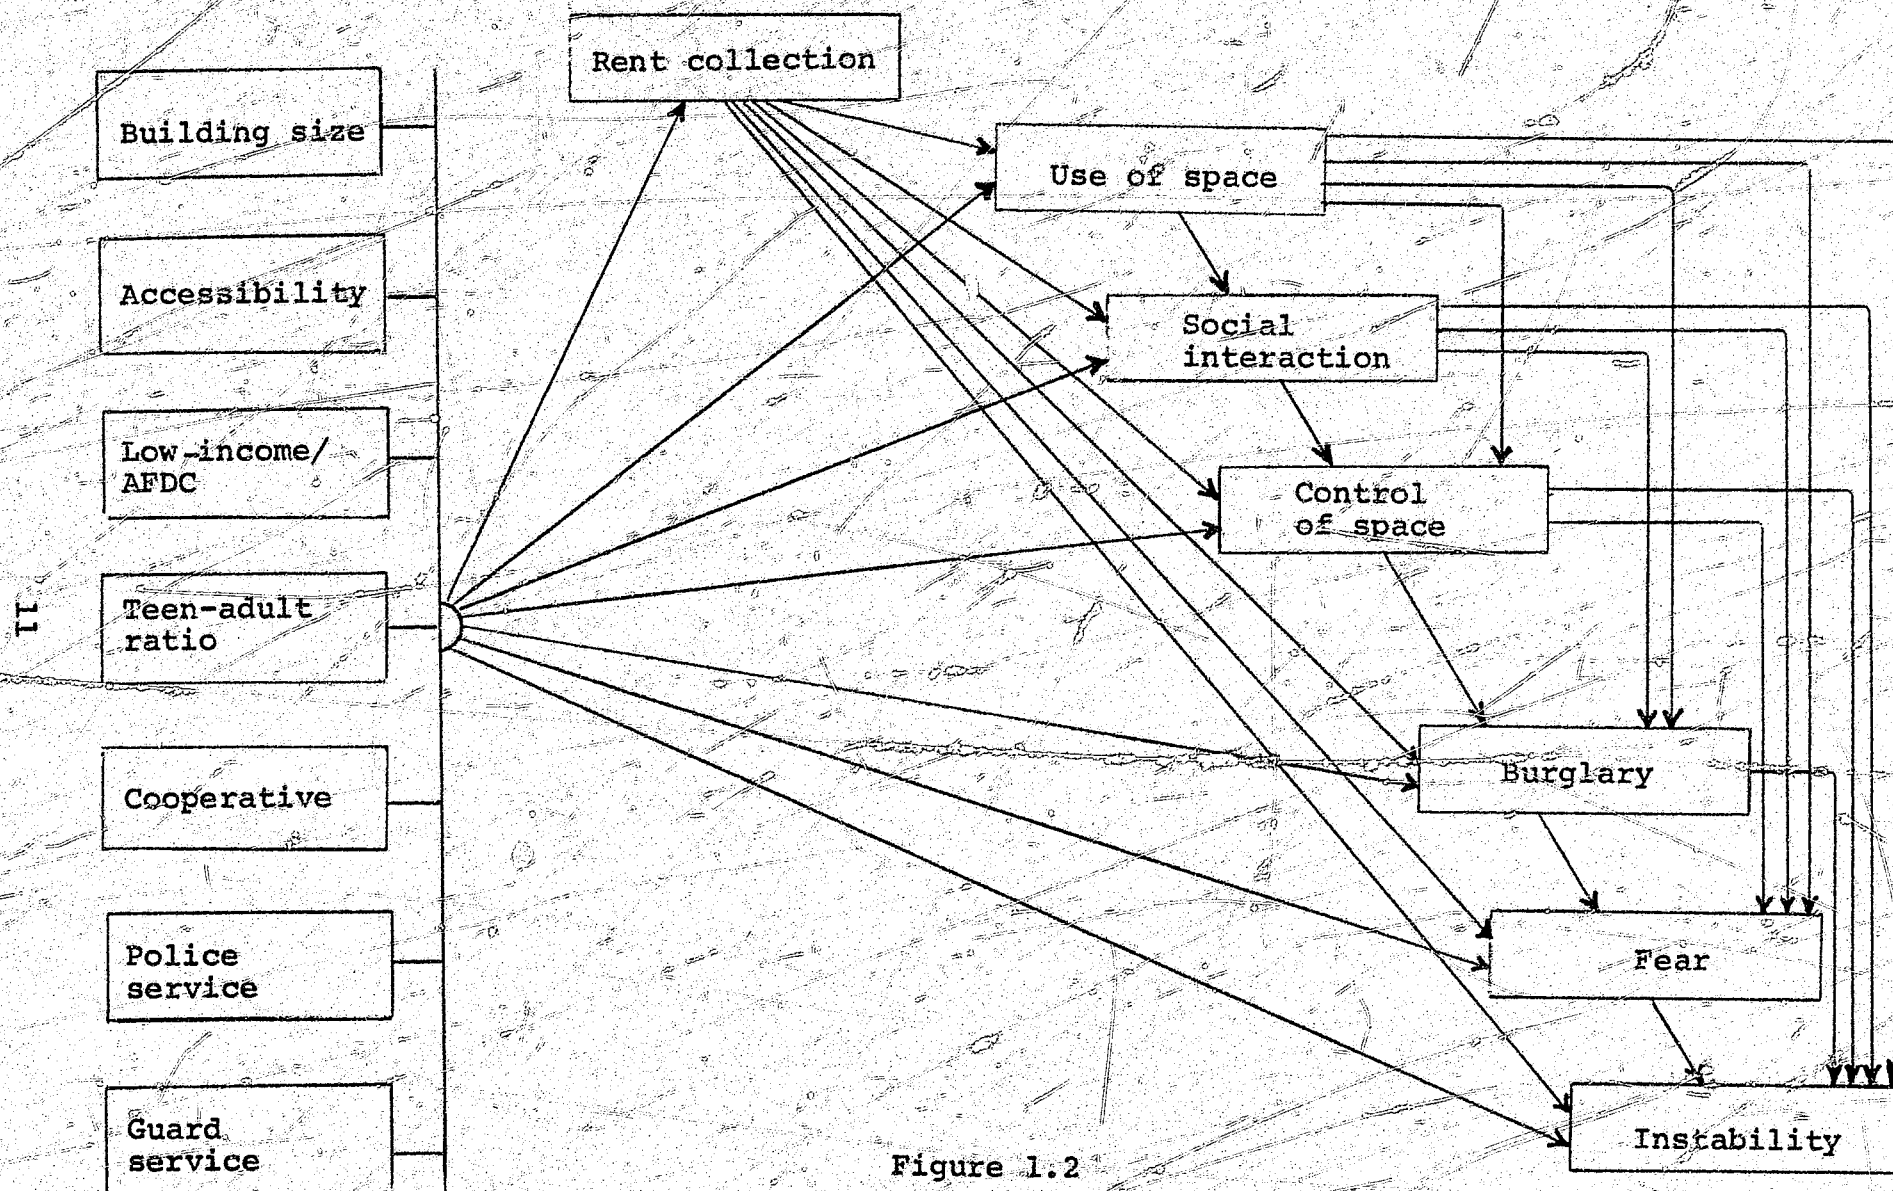 Rent collection
Building size
Use of space
Accessibility
Social
interaction
Low-income/
AFDC
Control
of space
Teen-adult
ratio
11
Burglary
Cooperative
Police
service
Fear
Guard
service
Instability
Figure 1.2